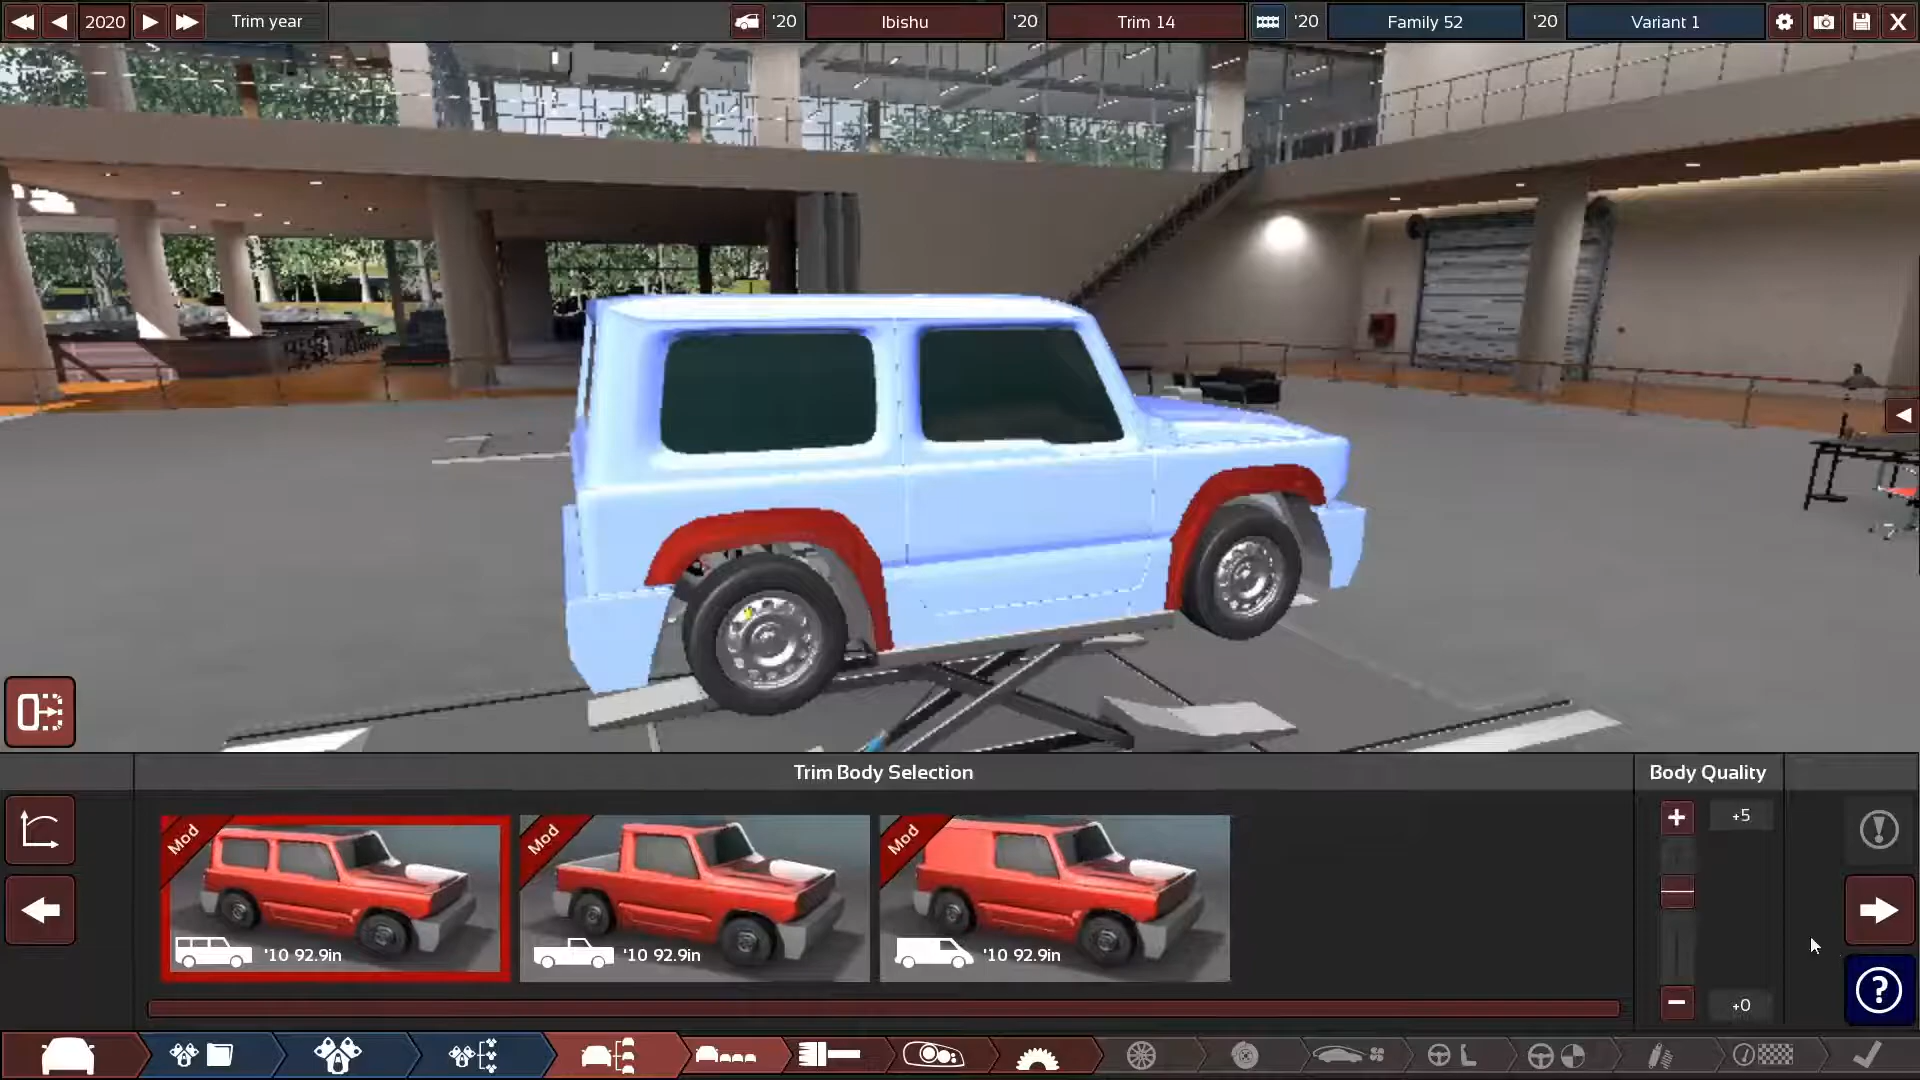 2020
Trim year
'20
Ibishu
'20
Trim 14
'20
Family 52
'20
Variant 1
Trim Body Selection
Body Quality
Mod
'10 92.9in
Mod
'10 92.9in
Mod
'10 92.9in
+5
+0
?